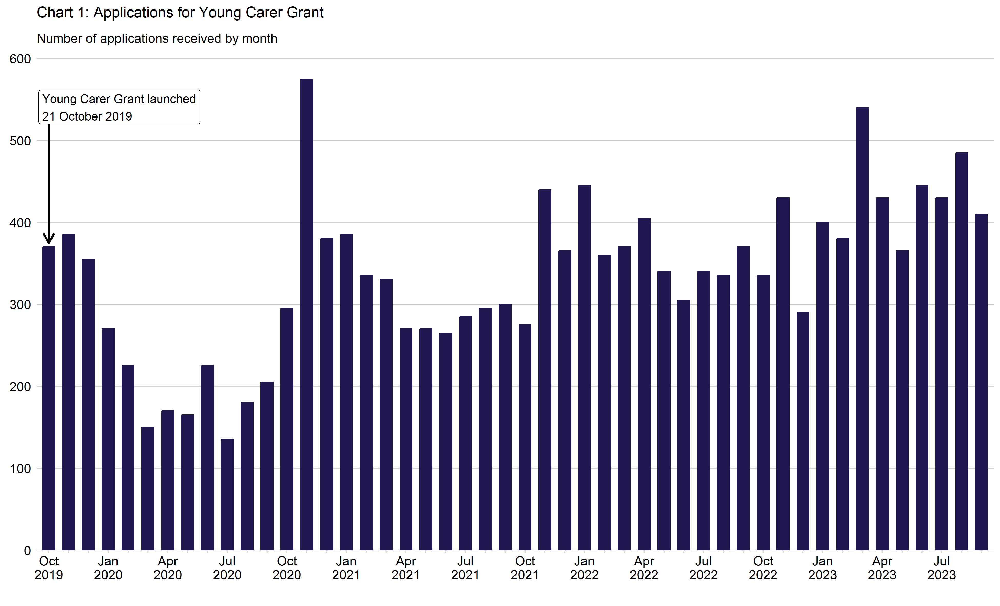 Chart 1: Applications for Young Carer Grant
Number of applications received by month
600
500
400
300
200
100
0
Young Carer Grant launched
21 October 2019
Oct Jan Apr Jul Oct Jan Apr Jul Oct Jan Apr Jul Oct Jan Apr Jul
2019 2020 2020 2020 2020 2021 2021 2021 2021 2022 2022 2022 2022 2023 2023 2023